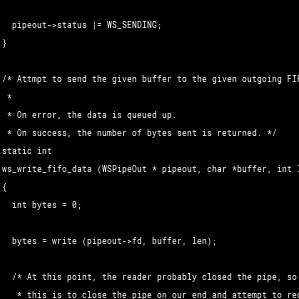 pipeout->status |= WS_SENDING;
}
/* Attmpt to send the given buffer to the given outgoing
*
* On error, the data is queued up.
* On success, the number of bytes sent is returned. */
static int
ws_write_fifo_data (WSPipeOut * pipeout, char *buffer, int
{
int bytes = 0;
bytes = write (pipeout->fd, buffer, len);
/* At this point, the reader probably closed the pipe, so
* this is to close the pipe on our end and attempt to